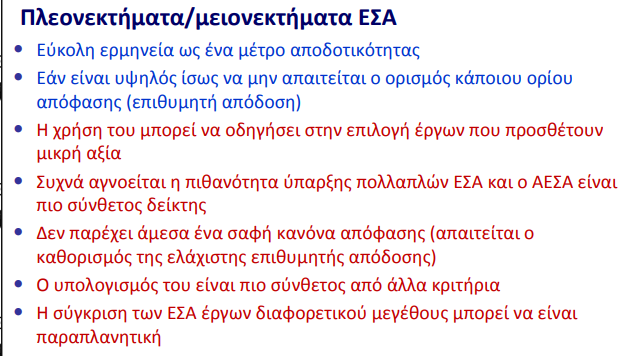 Πλεονεκτήματα/μειονεκτήματα ΕΣΑ
• Εύκολη ερμηνεία ως ένα μέτρο αποδοτικότητας
• Εάν είναι υψηλός ίσως να μην απαιτείται ο ορισμός κάποιου ορίου
απόφασης (επιθυμητή απόδοση)
• Η χρήση του μπορεί να οδηγήσει στην επιλογή έργων που προσθέτουν
μικρή αξία
• Συχνά αγνοείται η πιθανότητα ύπαρξης πολλαπλών ΕΣΑ και ο ΑΕΣΑ είναι
πιο σύνθετος δείκτης
• Δεν παρέχει άμεσα ένα σαφή κανόνα απόφασης (απαιτείται ο
καθορισμός της ελάχιστης επιθυμητής απόδοσης)
• Ο υπολογισμός του είναι πιο σύνθετος από άλλα κριτήρια
• Η σύγκριση των ΕΣΑ έργων διαφορετικού μεγέθους μπορεί να είναι
παραπλανητική